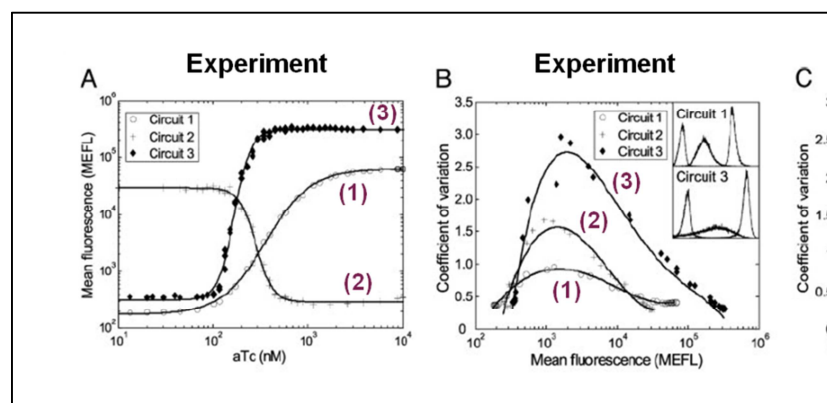 Experiment
A
Mean fluorescence (MEFL)
10^6
10^5
10^4
10^3
10^2
Circuit 1
Circuit 2
Circuit 3
(3)
(1)
(2)
10^1
10^2
10^3
10^4
aTc (nM)
Experiment
B
Coefficient of variation
3.5
3.0
2.5
2.0
1.5
1.0
0.5
0
Circuit 1
Circuit 2
Circuit 3
Circuit 1
Circuit 3
(3)
(2)
(1)
10^2
10^3
10^4
10^5
10^6
Mean fluorescence (MEFL)
C
Coefficient of variation